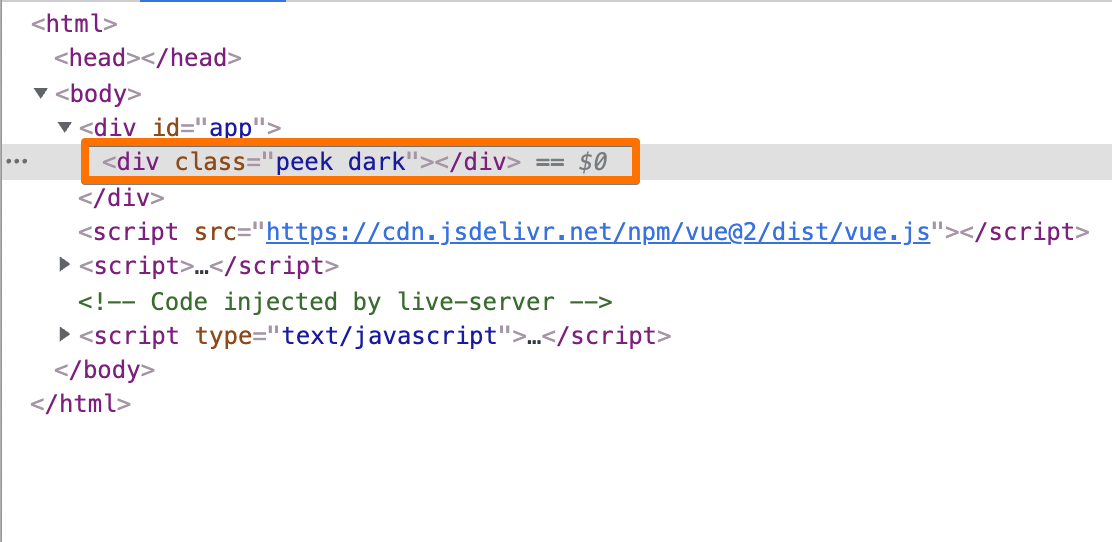 <html>
<head></head>
<body>
<div id="app">
<div class="peek dark"></div> == $0
</div>
<script src="https://cdn.jsdelivr.net/npm/vue@2/dist/vue.js"></script>
<script>…</script>
<!-- Code injected by live-server -->
<script type="text/javascript">…</script>
</body>
</html>